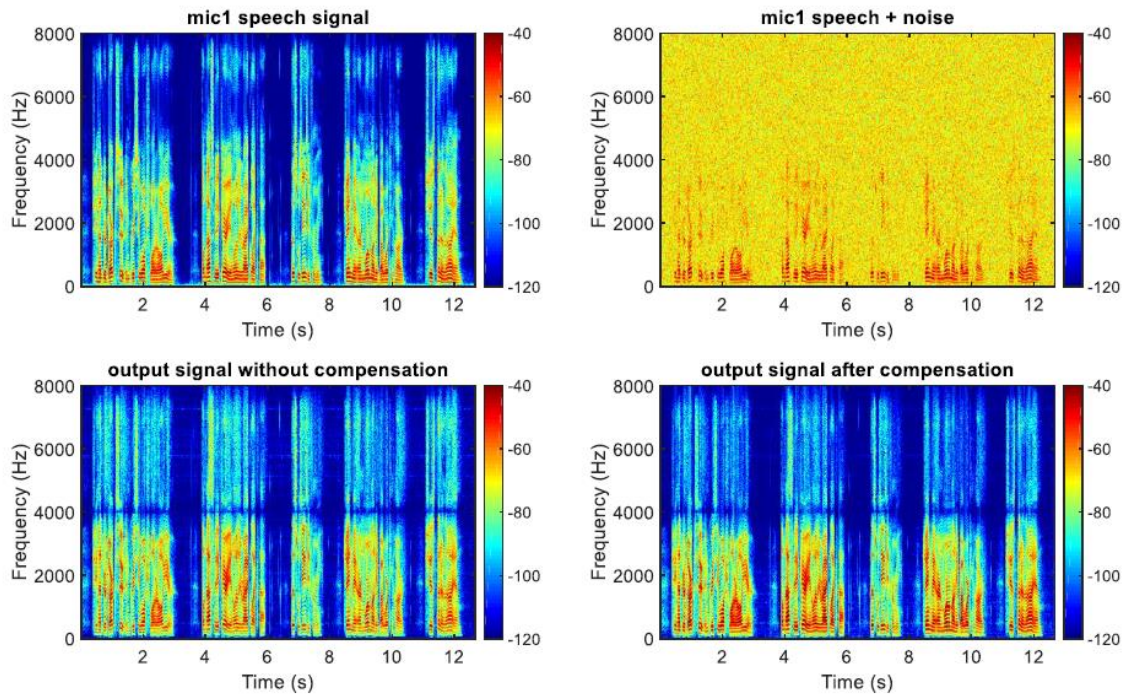 mic1 speech signal
8000
6000
4000
2000
0
Frequency (Hz)
2 4 6 8 10 12
Time (s)
-40
-60
-80
-100
-120
mic1 speech + noise
8000
6000
4000
2000
0
Frequency (Hz)
2 4 6 8 10 12
Time (s)
-40
-60
-80
-100
-120
output signal without compensation
8000
6000
4000
2000
0
Frequency (Hz)
2 4 6 8 10 12
Time (s)
-40
-60
-80
-100
-120
output signal after compensation
8000
6000
4000
2000
0
Frequency (Hz)
2 4 6 8 10 12
Time (s)
-40
-60
-80
-100
-120